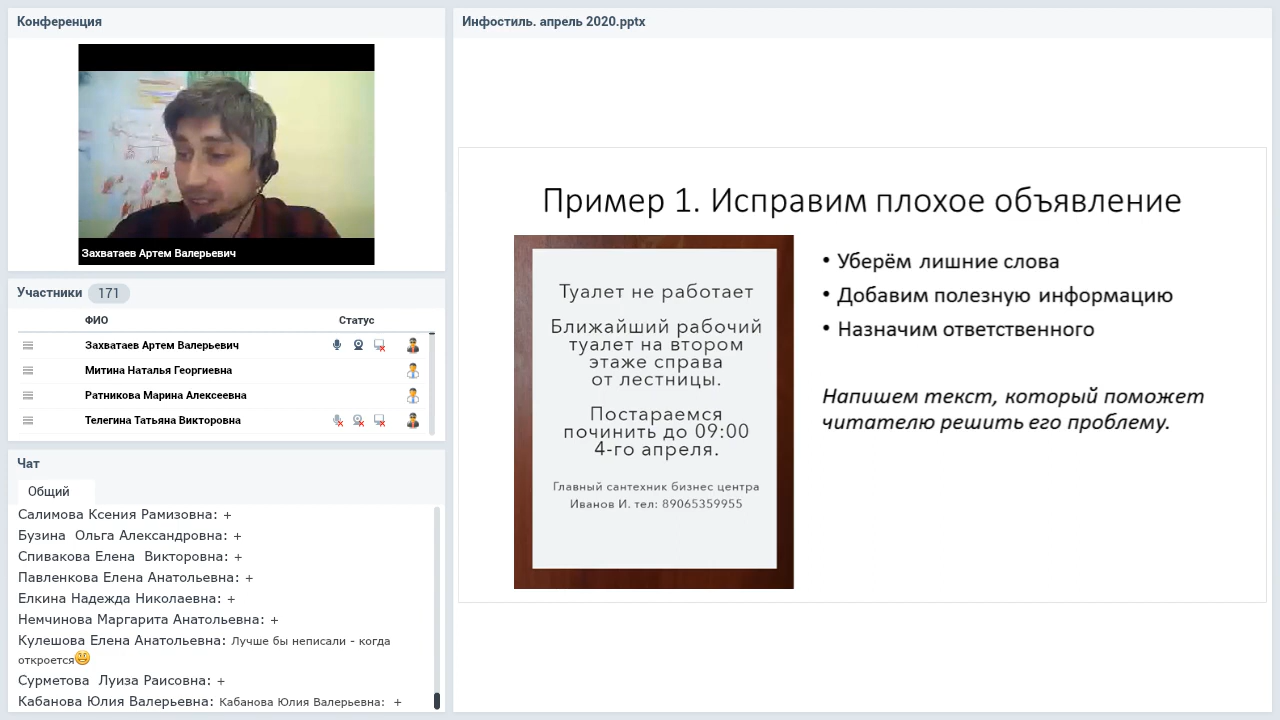 Конференция
Захватаев Артем Валерьевич
Участники 171
ФИО Статус
Захватаев Артем Валерьевич
Митина Наталья Георгиевна
Ратникова Марина Алексеевна
Телегина Татьяна Викторовна
Чат
Общий
Салимова Ксения Рамизовна: +
Бузина Ольга Александровна: +
Спивакова Елена Викторовна: +
Павленкова Елена Анатольевна: +
Елкина Надежда Николаевна: +
Немчинова Маргарита Анатольевна: +
Кулешова Елена Анатольевна: Лучше бы неписали - когда
откроется
Сурметова Луиза Раисовна: +
Кабанова Юлия Валерьевна: Кабанова Юлия Валерьевна: +
Инфостиль. апрель 2020.pptx
Пример 1. Исправим плохое объявление
Туалет не работает
Ближайший рабочий
туалет на втором
этаже справа
от лестницы.
Постараемся
починить до 09:00
4-го апреля.
Главный сантехник бизнес центра
Иванов И. тел: 89065359955
• Уберём лишние слова
• Добавим полезную информацию
• Назначим ответственного
Напишем текст, который поможет
читателю решить его проблему.